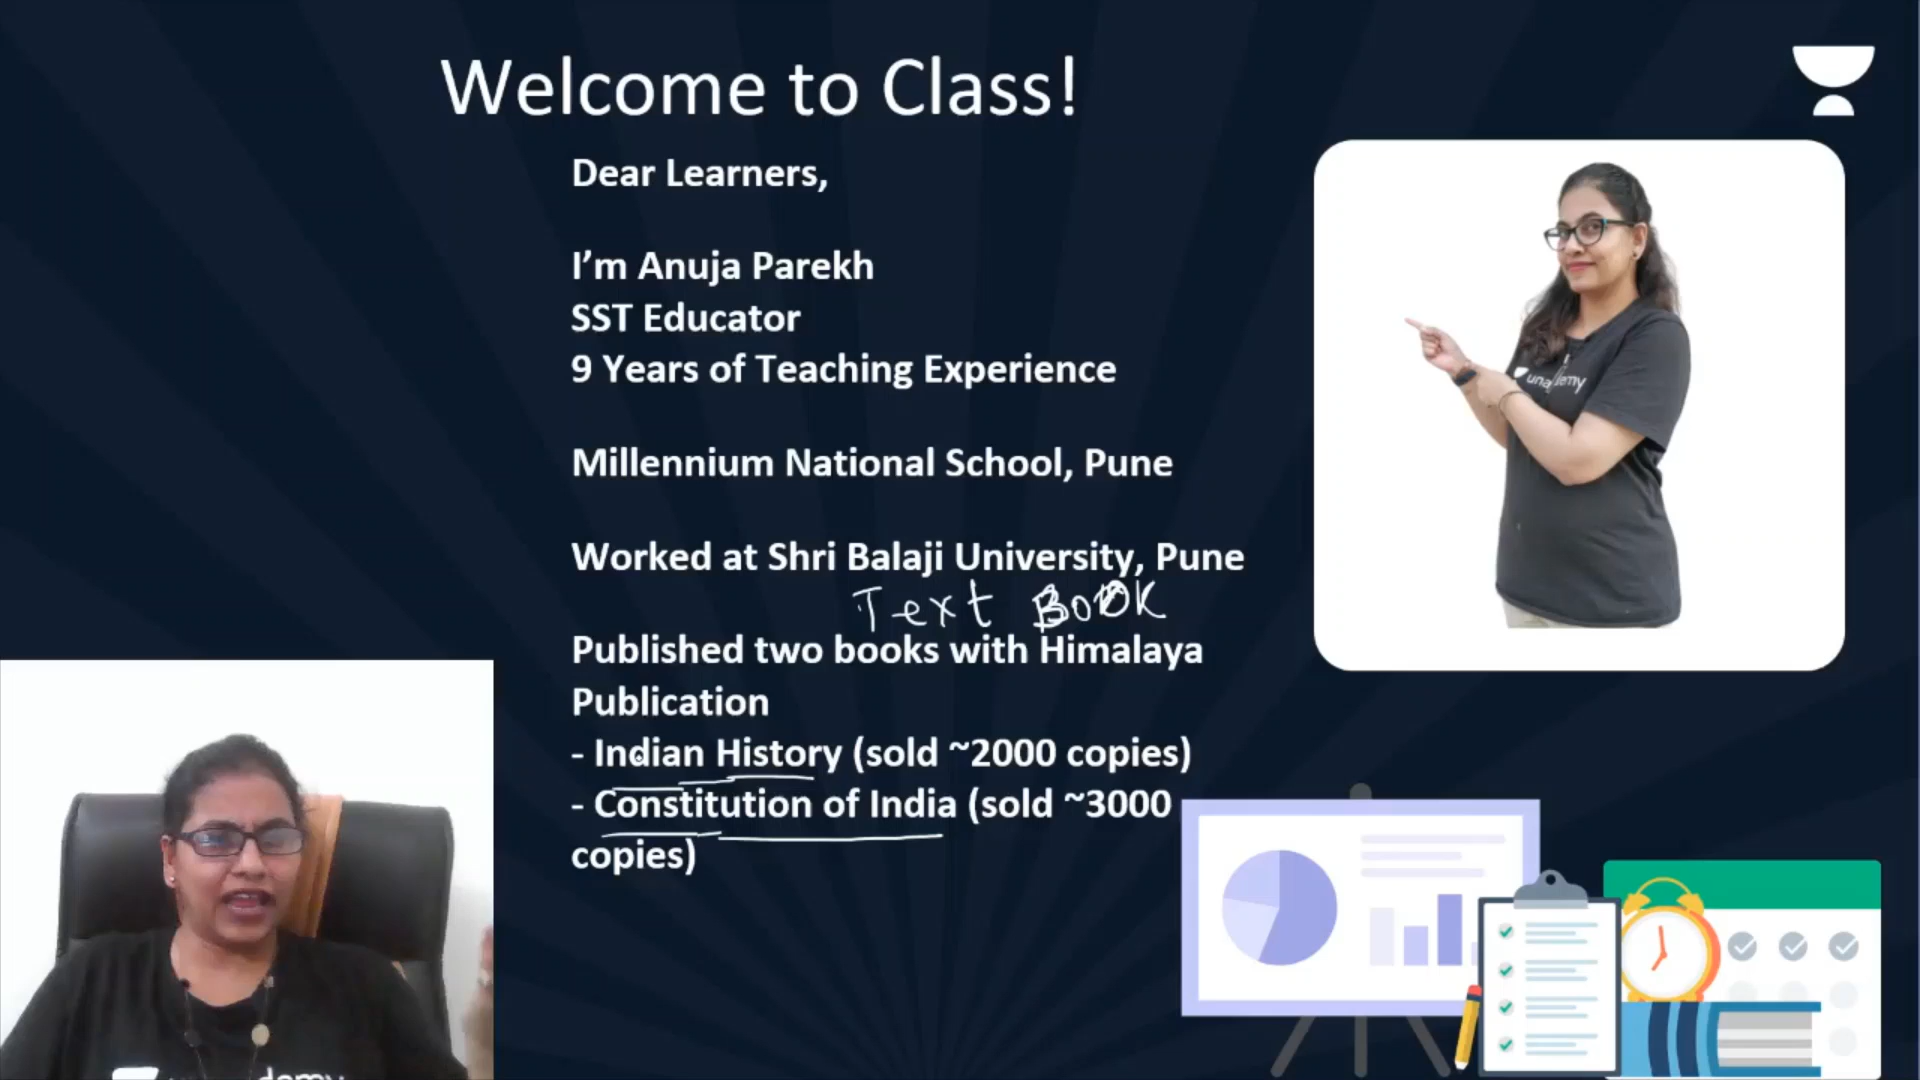 Welcome to Class!
Dear Learners,
I’m Anuja Parekh
SST Educator
9 Years of Teaching Experience
Millennium National School, Pune
Worked at Shri Balaji University, Pune
Text Book
Published two books with Himalaya
Publication
- Indian History (sold ~2000 copies)
- Constitution of India (sold ~3000
copies)
unacademy